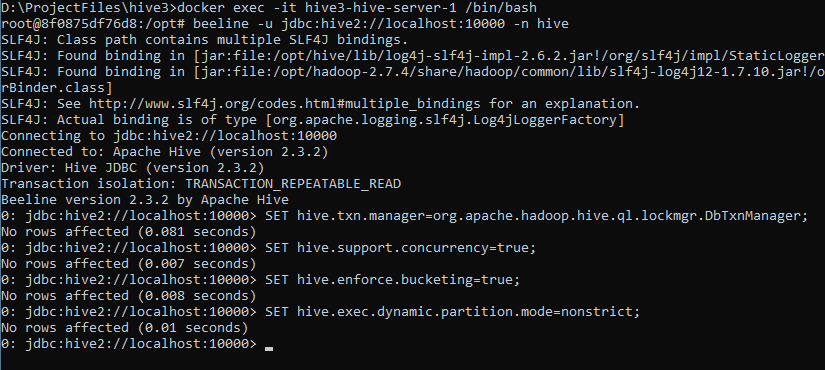 D:\ProjectFiles\hive3>docker exec -it hive3-hive-server-1 /bin/bash
root@8f0875df76d8:/opt# beeline -u jdbc:hive2://localhost:10000 -n hive
SLF4J: Class path contains multiple SLF4J bindings.
SLF4J: Found binding in [jar:file:/opt/hive/lib/log4j-slf4j-impl-2.6.2.jar!/org/slf4j/impl/StaticLogger
SLF4J: Found binding in [jar:file:/opt/hadoop-2.7.4/share/hadoop/common/lib/slf4j-log4j12-1.7.10.jar!/o
rBinder.class]
SLF4J: See http://www.slf4j.org/codes.html#multiple_bindings for an explanation.
SLF4J: Actual binding is of type [org.apache.logging.slf4j.Log4jLoggerFactory]
Connecting to jdbc:hive2://localhost:10000
Connected to: Apache Hive (version 2.3.2)
Driver: Hive JDBC (version 2.3.2)
Transaction isolation: TRANSACTION_REPEATABLE_READ
Beeline version 2.3.2 by Apache Hive
0: jdbc:hive2://localhost:10000> SET hive.txn.manager=org.apache.hadoop.hive.ql.lockmgr.DbTxnManager;
No rows affected (0.081 seconds)
0: jdbc:hive2://localhost:10000> SET hive.support.concurrency=true;
No rows affected (0.007 seconds)
0: jdbc:hive2://localhost:10000> SET hive.enforce.bucketing=true;
No rows affected (0.008 seconds)
0: jdbc:hive2://localhost:10000> SET hive.exec.dynamic.partition.mode=nonstrict;
No rows affected (0.01 seconds)
0: jdbc:hive2://localhost:10000>